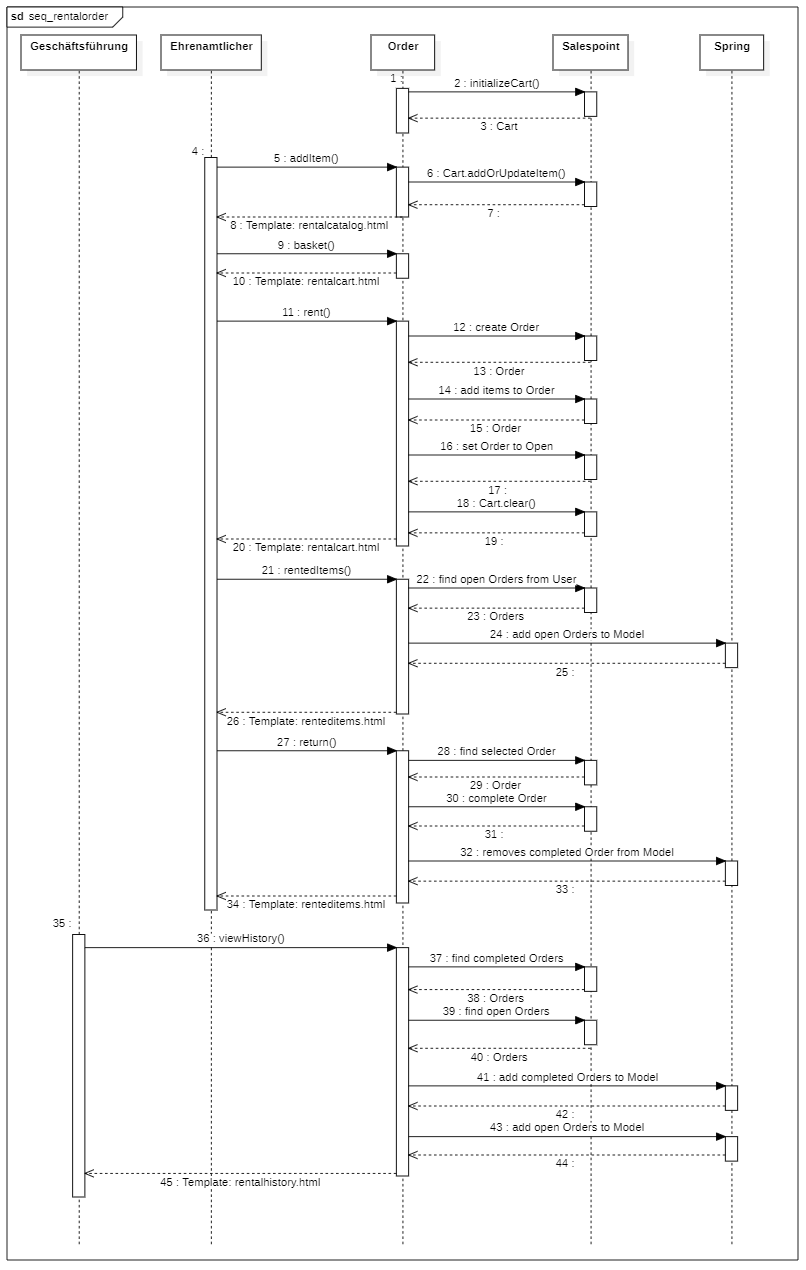 sd seq_rentalorder
Geschäftsführung
Ehrenamtlicher
Order
Salespoint
Spring
1 :
2 : initializeCart()
3 : Cart
4 :
5 : addItem()
6 : Cart.addOrUpdateItem()
7 :
8 : Template: rentalcatalog.html
9 : basket()
10 : Template: rentalcart.html
11 : rent()
12 : create Order
13 : Order
14 : add items to Order
15 : Order
16 : set Order to Open
17 :
18 : Cart.clear()
19 :
20 : Template: rentalcart.html
21 : rentedItems()
22 : find open Orders from User
23 : Orders
24 : add open Orders to Model
25 :
26 : Template: renteditems.html
27 : return()
28 : find selected Order
29 : Order
30 : complete Order
31 :
32 : removes completed Order from Model
33 :
34 : Template: renteditems.html
35 :
36 : viewHistory()
37 : find completed Orders
38 : Orders
39 : find open Orders
40 : Orders
41 : add completed Orders to Model
42 :
43 : add open Orders to Model
44 :
45 : Template: rentalhistory.html